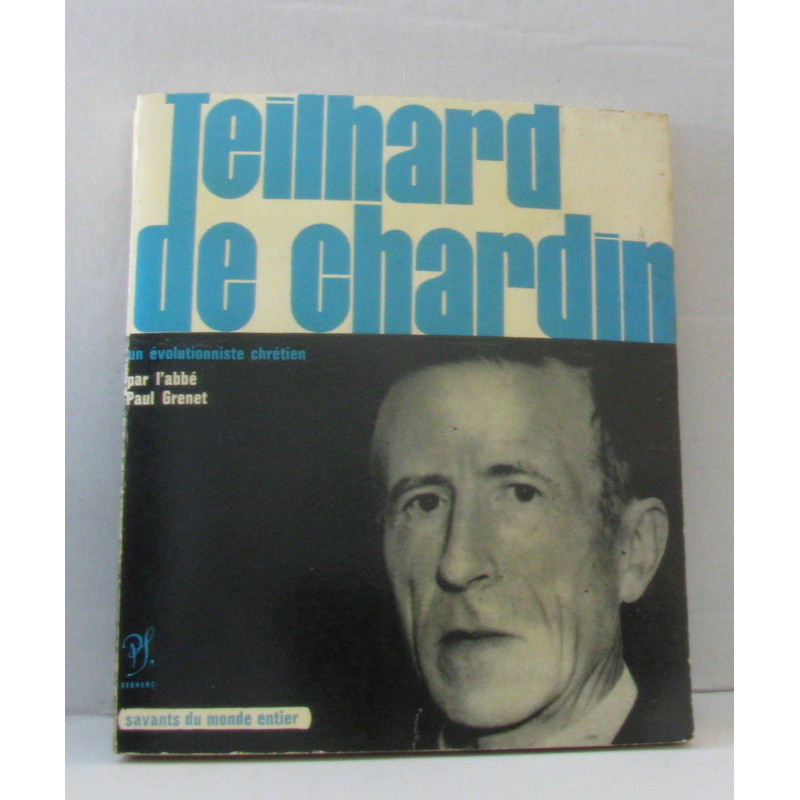 Teilhard
de chardin
un évolutionniste chrétien
par l'abbé
Paul Grenet
PS.
SEGHERS
savants du monde entier